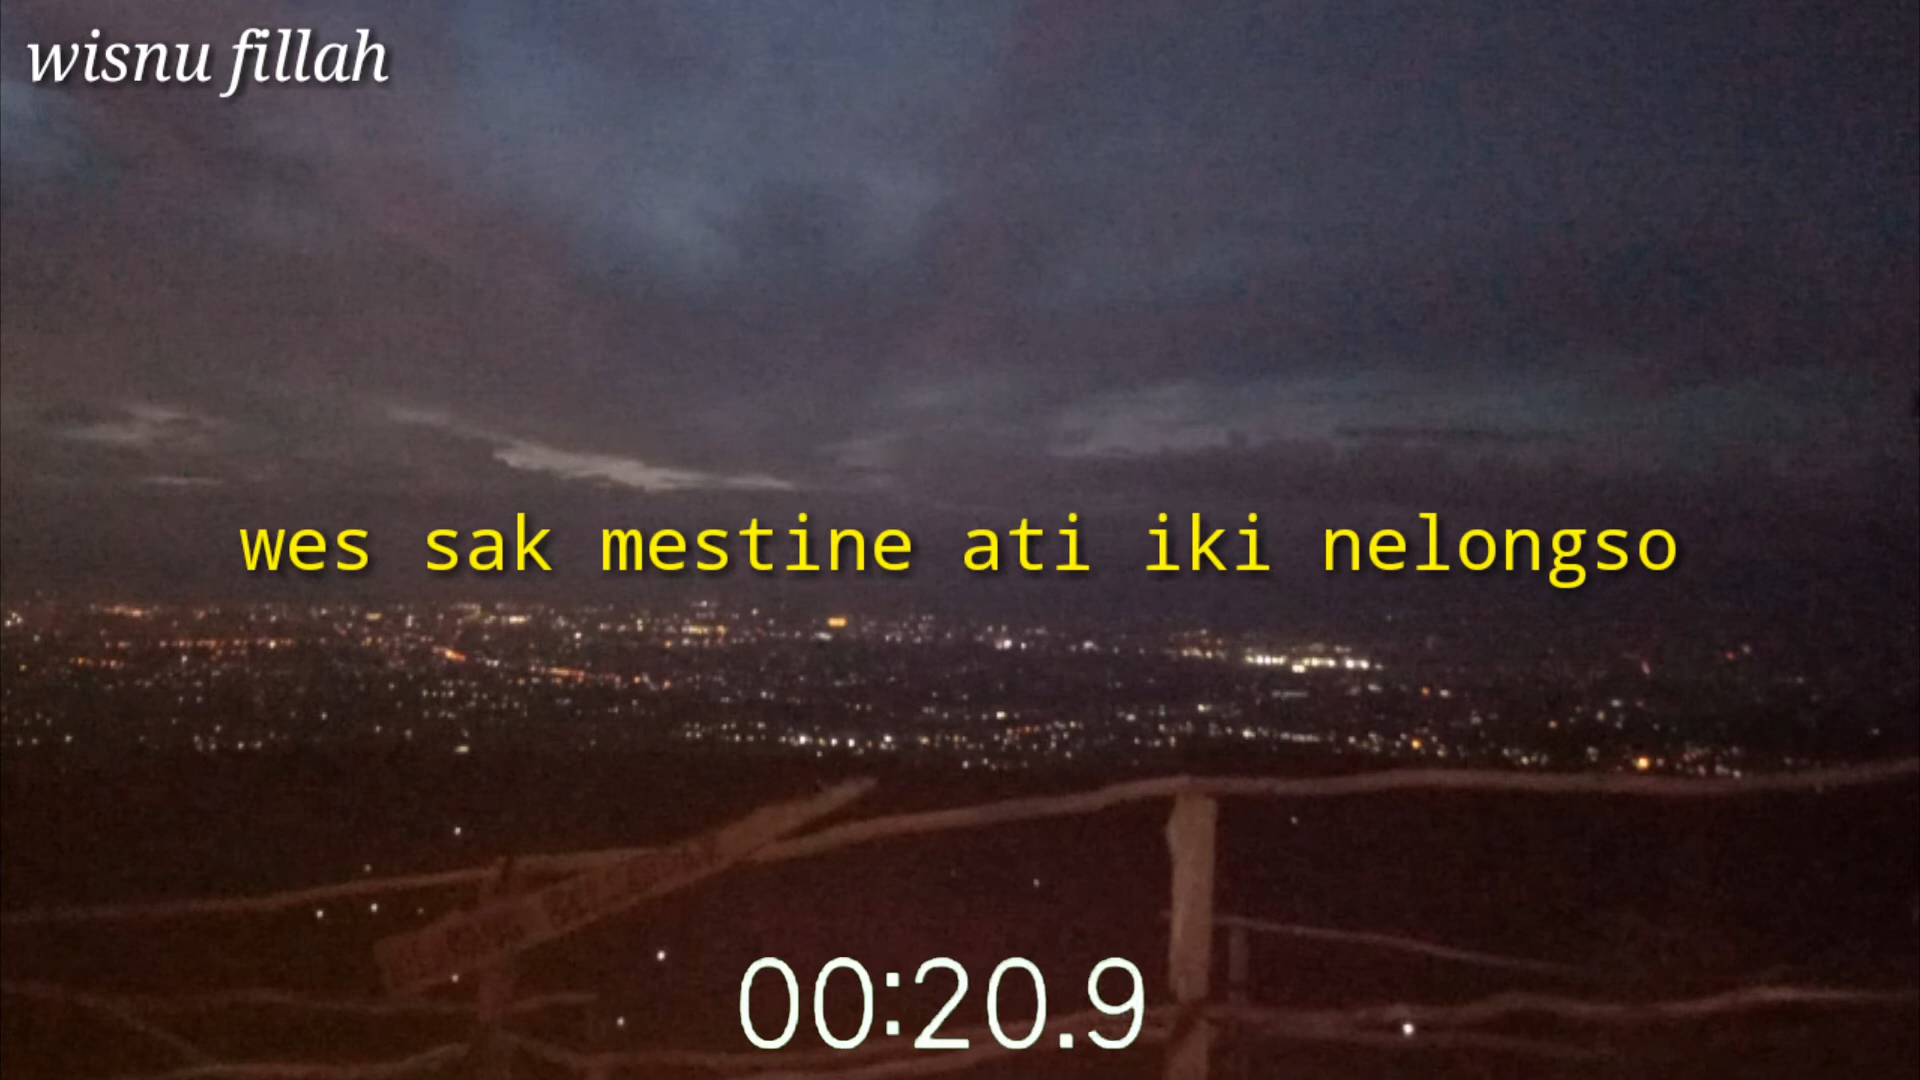 wisnu fillah
wes sak mestine ati iki nelongso
00:20.9